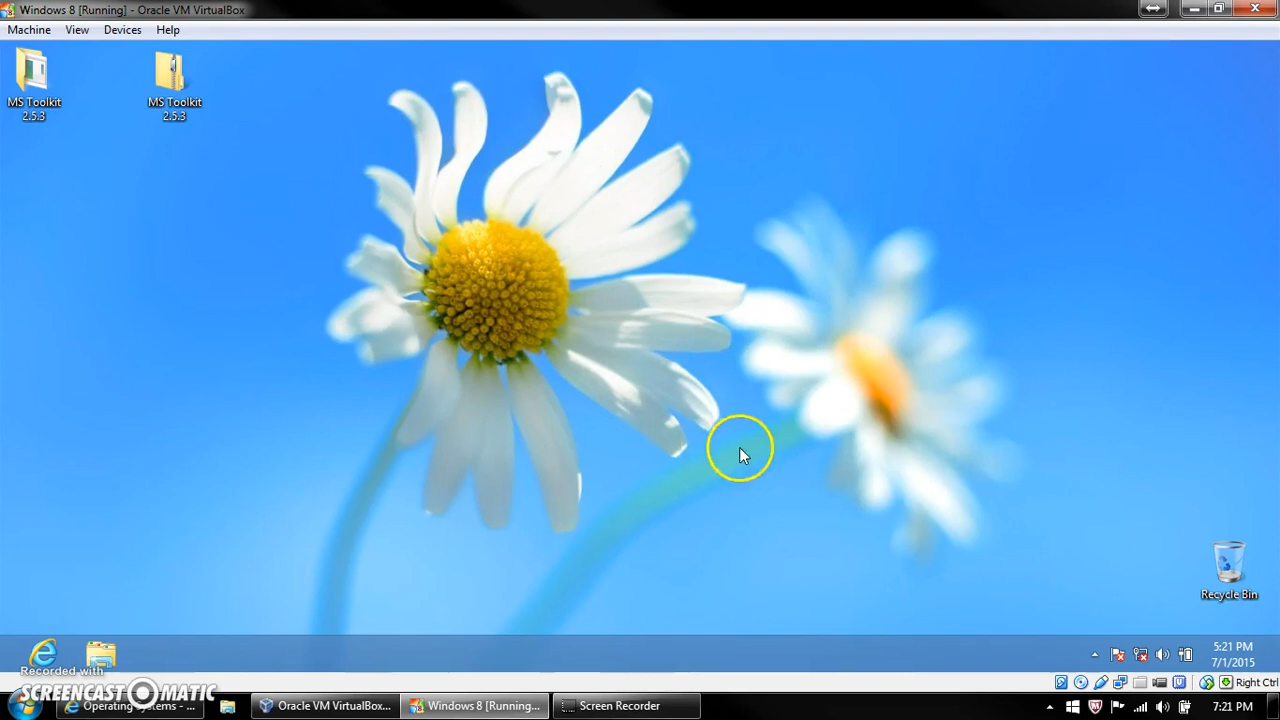 Windows 8 [Running] - Oracle VM VirtualBox
Machine View Devices Help
MS Toolkit
2.5.3
MS Toolkit
2.5.3
Recycle Bin
5:21 PM
7/1/2015
Recorded with
SCREENCAST-O-MATIC
Right Ctrl
Operating Systems - ...
Oracle VM VirtualBox...
Windows 8 [Running...
Screen Recorder
7:21 PM